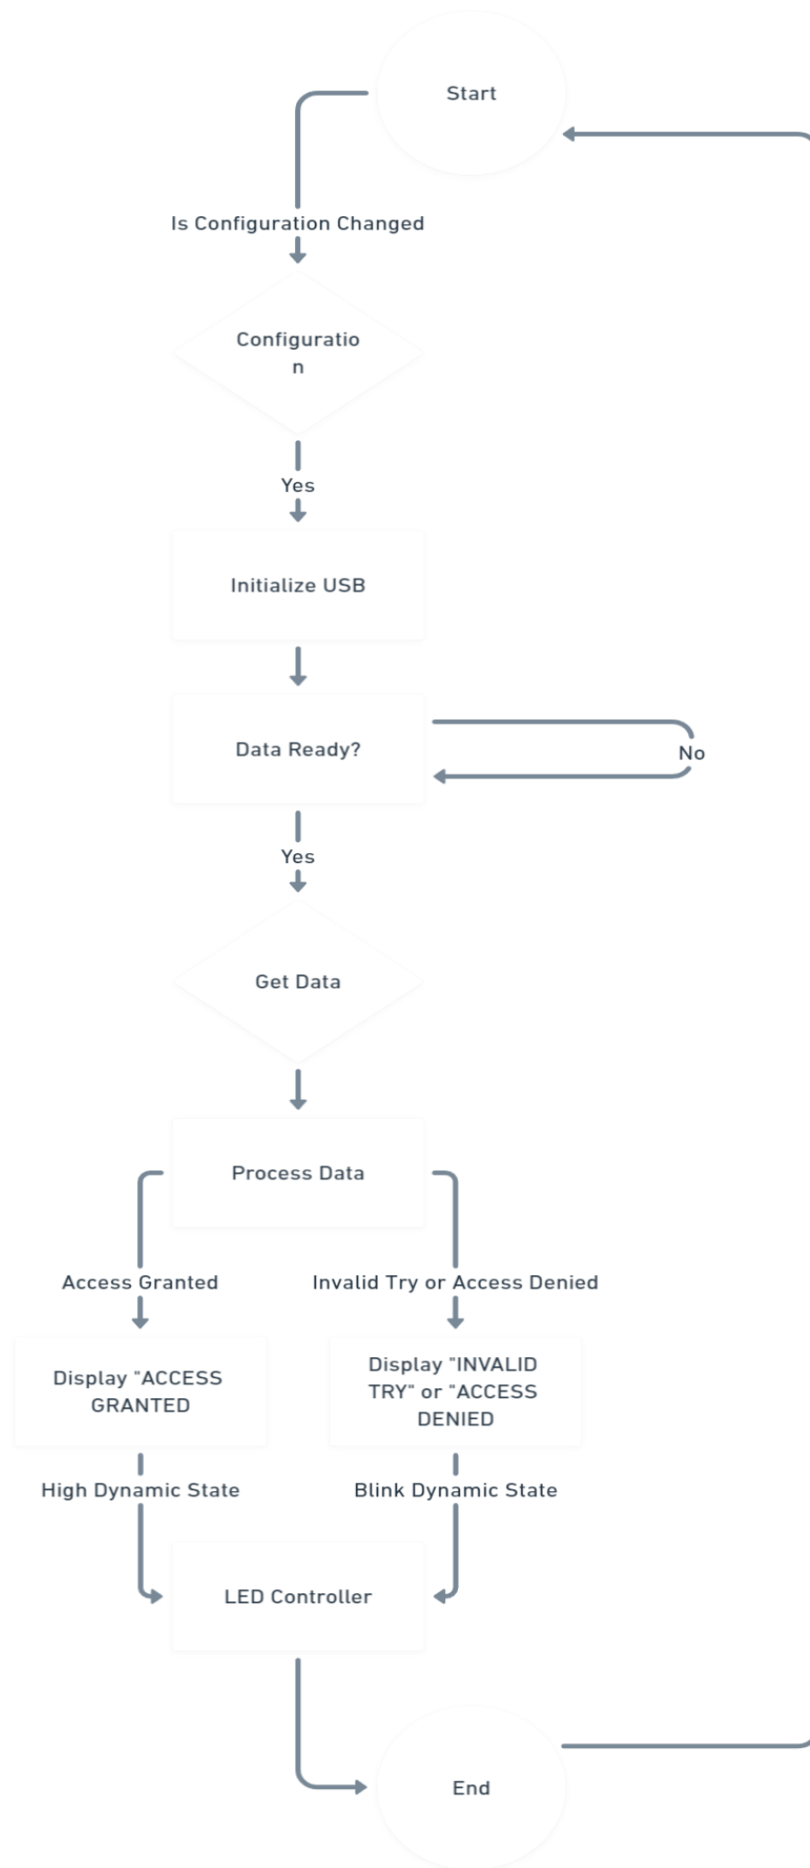 Start
Is Configuration Changed
Configuratio
n
Yes
Initialize USB
Data Ready?
No
Yes
Get Data
Process Data
Access Granted
Invalid Try or Access Denied
Display "ACCESS
GRANTED
Display "INVALID
TRY" or "ACCESS
DENIED
High Dynamic State
Blink Dynamic State
LED Controller
End